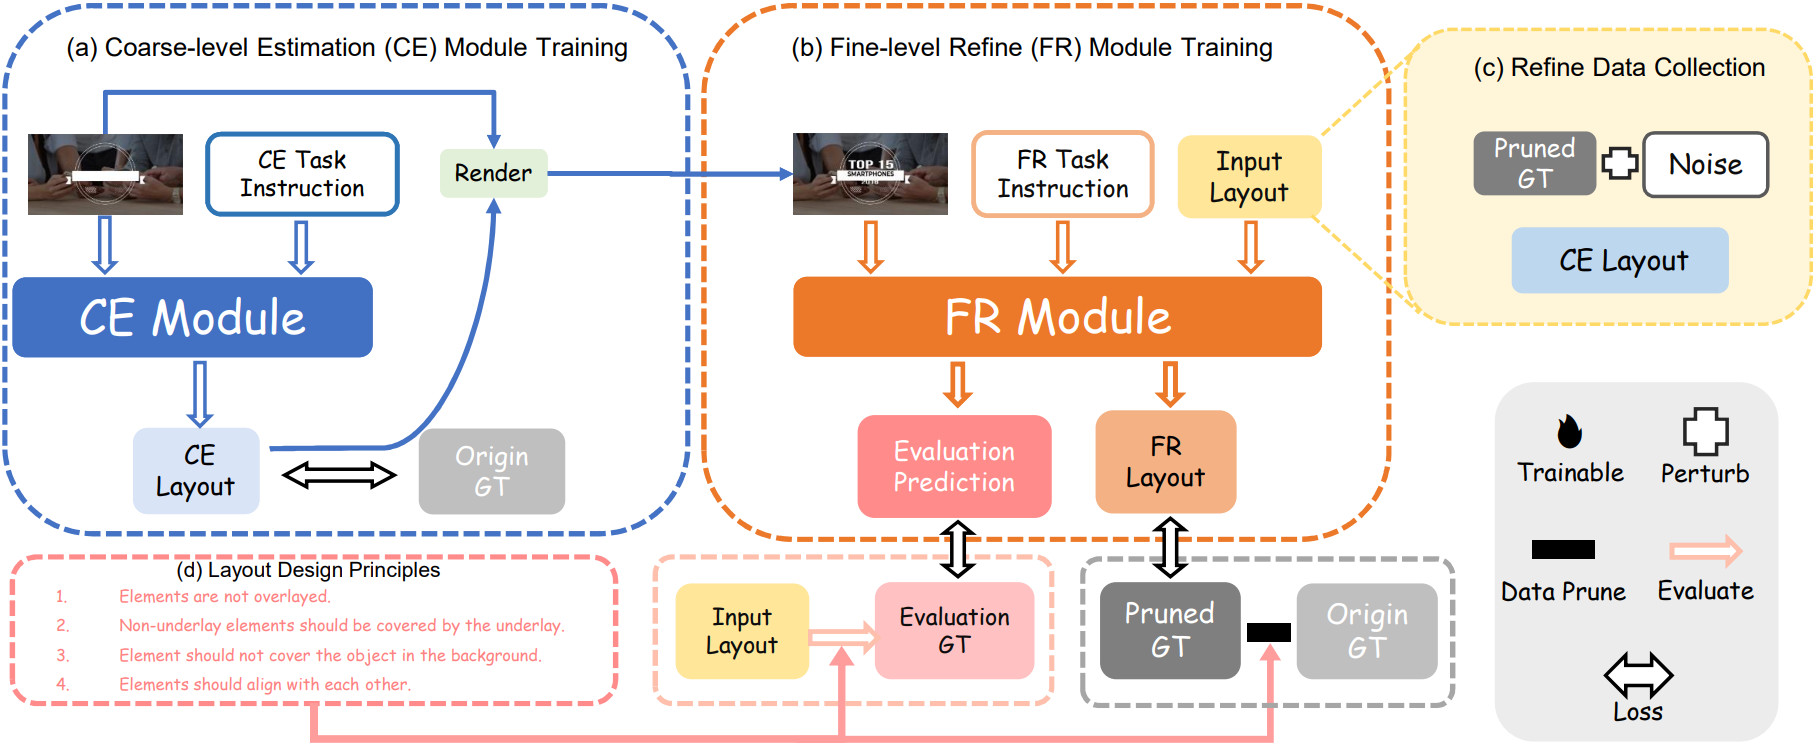 (a) Coarse-level Estimation (CE) Module Training
CE Task
Instruction
Render
CE Module
CE
Layout
Origin
GT
(b) Fine-level Refine (FR) Module Training
TOP 15
SMARTPHONES
FR Task
Instruction
Input
Layout
FR Module
Evaluation
Prediction
FR
Layout
(c) Refine Data Collection
Pruned
GT
Noise
CE Layout
(d) Layout Design Principles
1. Elements are not overlayed.
2. Non-underlay elements should be covered by the underlay.
3. Element should not cover the object in the background.
4. Elements should align with each other.
Input
Layout
Evaluation
GT
Pruned
GT
Origin
GT
Trainable
Perturb
Data Prune
Evaluate
Loss